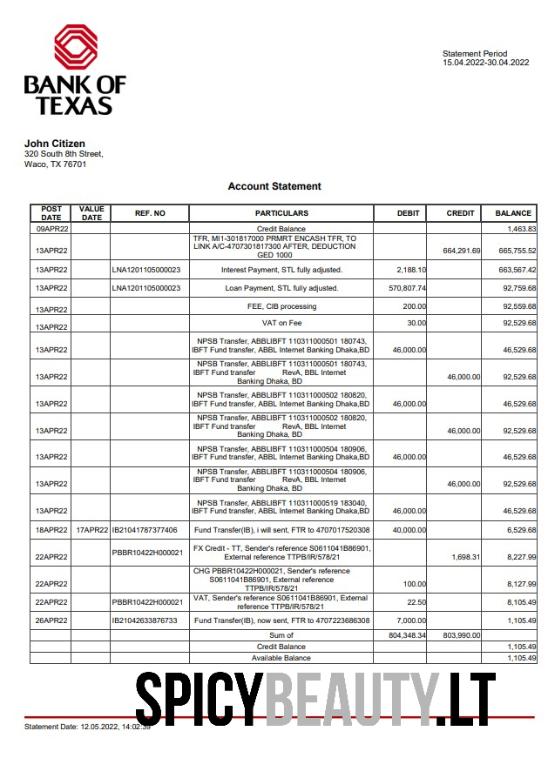 Statement Period
15.04.2022-30.04.2022
BANK OF
TEXAS
John Citizen
320 South 8th Street,
Waco, TX 76701
Account Statement
POST DATE VALUE DATE REF. NO PARTICULARS DEBIT CREDIT BALANCE
09APR22 Credit Balance 1,463.83
TFR, MI1-301817000 PRMRT ENCASH TFR, TO
LINK A/C-4707301817300 AFTER, DEDUCTION
GED 1000
13APR22 664,291.69 665,755.52
13APR22 LNA1201105000023 Interest Payment, STL fully adjusted. 2,188.10 663,567.42
13APR22 LNA1201105000023 Loan Payment, STL fully adjusted. 570,807.74 92,759.68
13APR22 FEE, CIB processing 200.00 92,559.68
13APR22 VAT on Fee 30.00 92,529.68
NPSB Transfer, ABBLIBFT 110311000501 180743,
13APR22 IBFT Fund transfer, ABBL Internet Banking Dhaka,BD 46,000.00 46,529.68
NPSB Transfer, ABBLIBFT 110311000501 180743,
13APR22 IBFT Fund transfer RevA, BBL Internet 46,000.00 92,529.68
Banking Dhaka, BD
NPSB Transfer, ABBLIBFT 110311000502 180820,
13APR22 IBFT Fund transfer, ABBL Internet Banking Dhaka,BD 46,000.00 46,529.68
NPSB Transfer, ABBLIBFT 110311000502 180820,
13APR22 IBFT Fund transfer RevA, BBL Internet 46,000.00 92,529.68
Banking Dhaka, BD
NPSB Transfer, ABBLIBFT 110311000504 180906,
13APR22 IBFT Fund transfer, ABBL Internet Banking Dhaka,BD 46,000.00 46,529.68
NPSB Transfer, ABBLIBFT 110311000504 180906,
13APR22 IBFT Fund transfer RevA, BBL Internet 46,000.00 92,529.68
Banking Dhaka, BD
NPSB Transfer, ABBLIBFT 110311000519 183040,
13APR22 IBFT Fund transfer, ABBL Internet Banking Dhaka,BD 46,000.00 46,529.68
18APR22 17APR22 IB21041787377406 Fund Transfer(IB), i will sent, FTR to 4707017520308 40,000.00 6,529.68
22APR22 PBBR10422H000021 FX Credit - TT, Sender's reference S0611041B86901, 1,698.31 8,227.99
External reference TTPB/IR/578/21
CHG PBBR10422H000021, Sender's reference
22APR22 S0611041B86901, External reference 100.00 8,127.99
TTPB/IR/578/21
22APR22 PBBR10422H000021 VAT, Sender's reference S0611041B86901, External 22.50 8,105.49
reference TTPB/IR/578/21
26APR22 IB21042633876733 Fund Transfer(IB), now sent, FTR to 4707223686308 7,000.00 1,105.49
Sum of 804,348.34 803,990.00
Credit Balance 1,105.49
Available Balance 1,105.49
SPICYBEAUTY.LT
Statement Date: 12.05.2022, 14:02:39